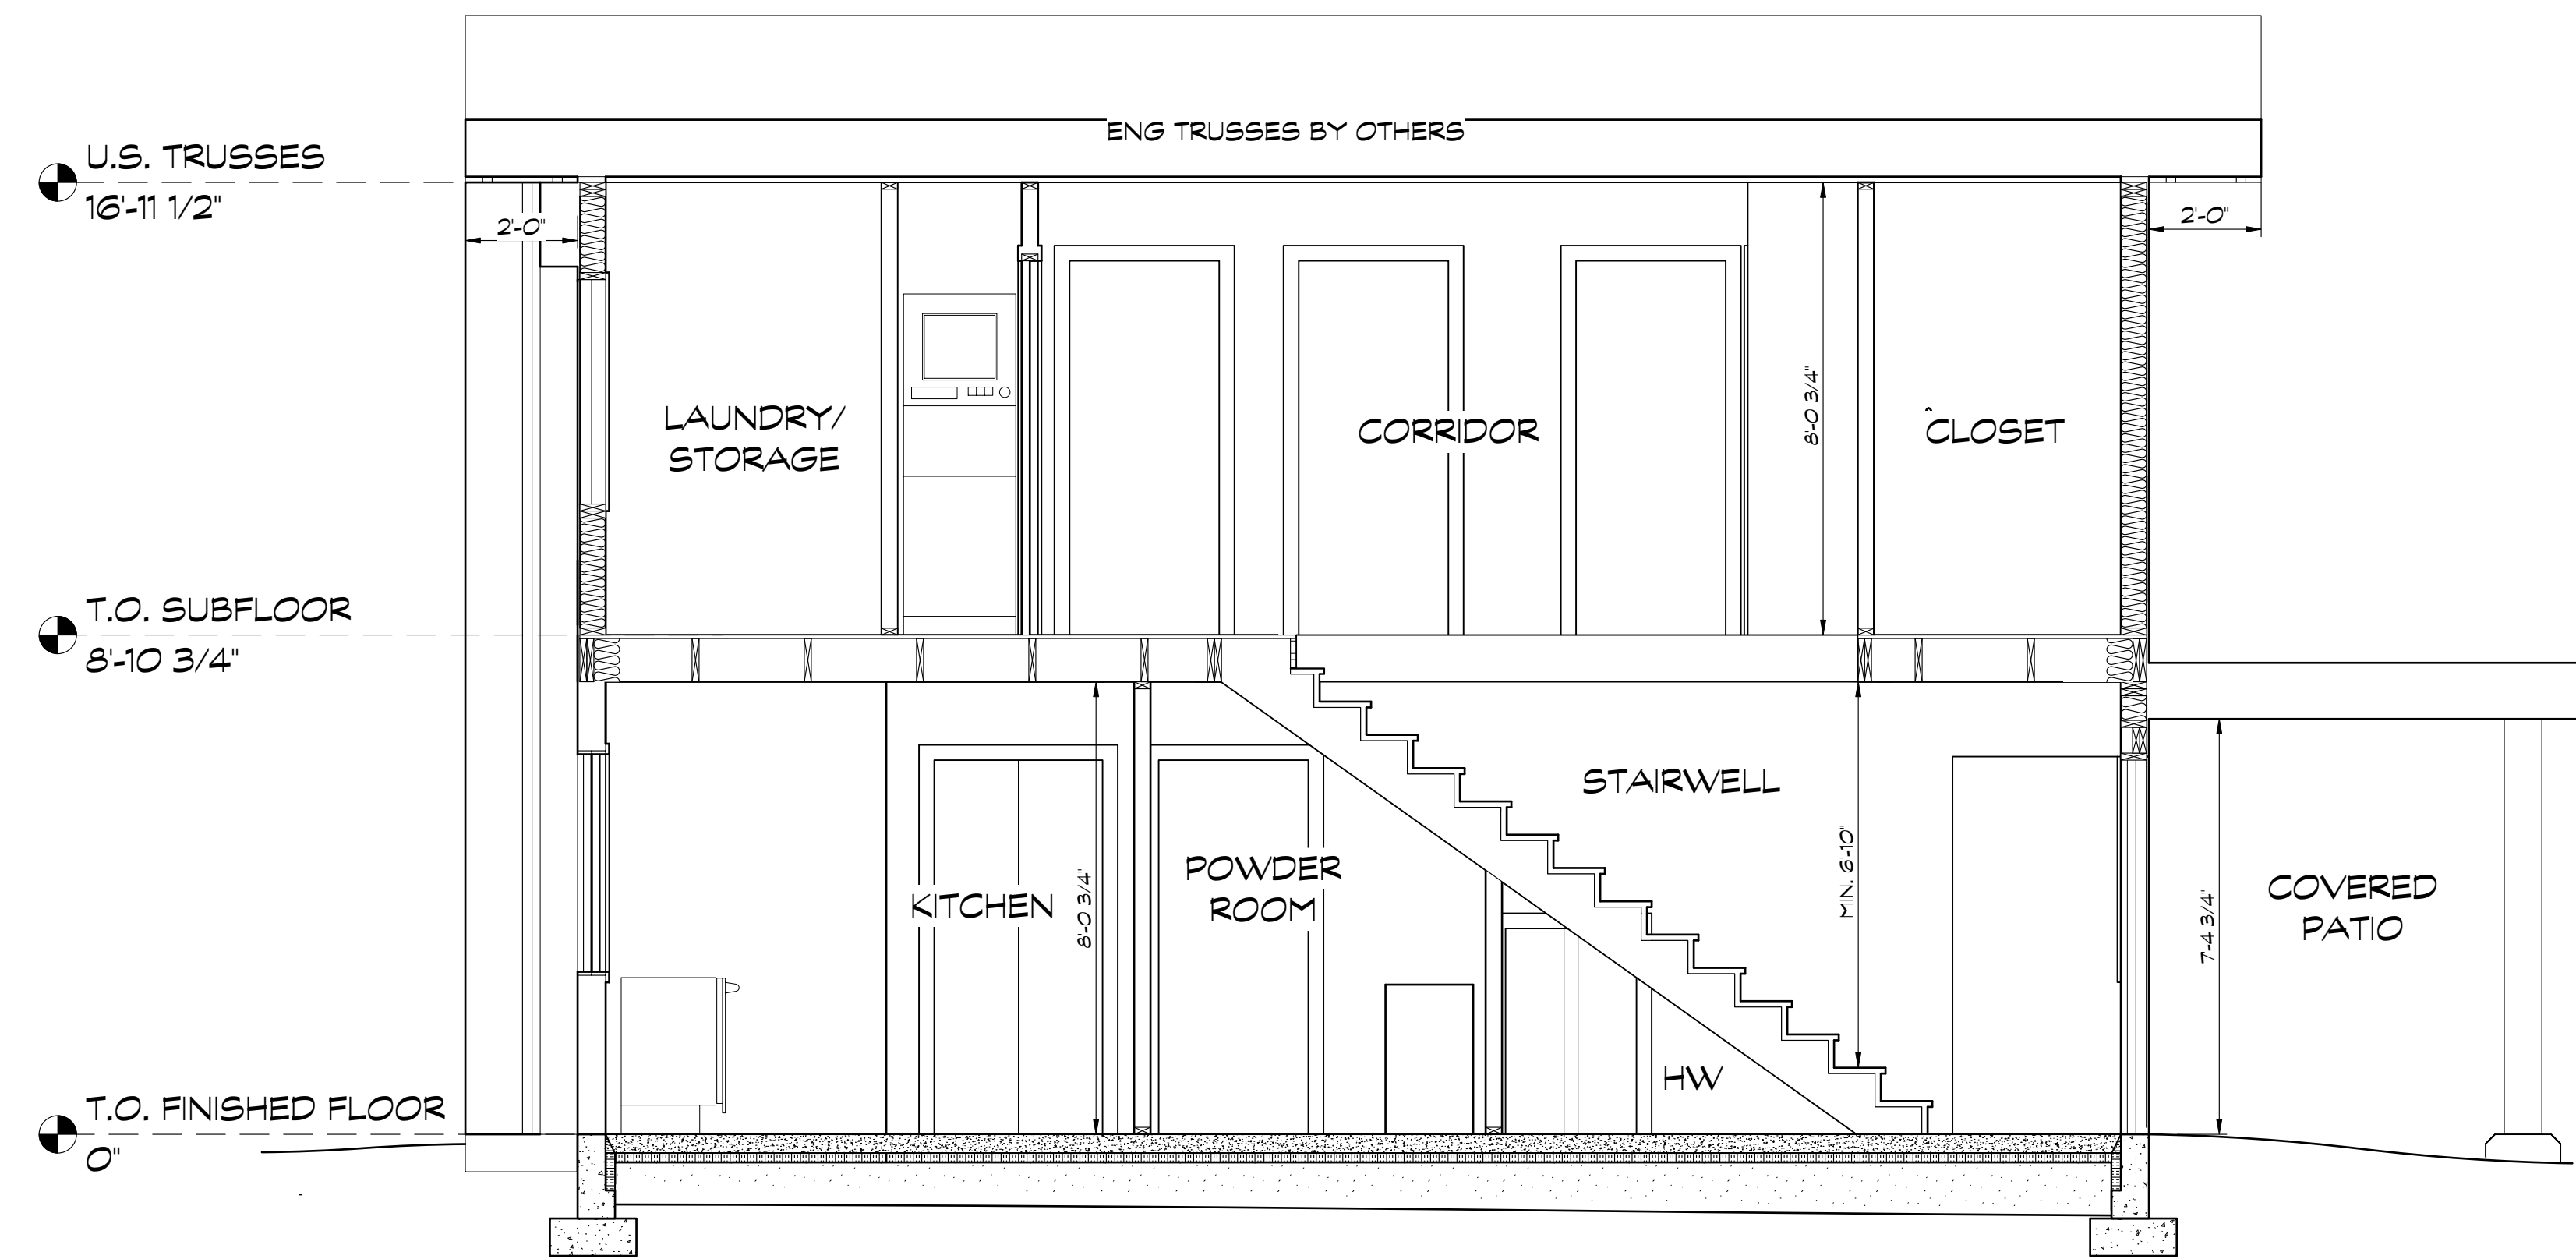 ENG TRUSSES BY OTHERS
U.S. TRUSSES
16'-11 1/2"
2'-0"
2'-0"
8'-0 3/4"
LAUNDRY/
STORAGE
CORRIDOR
CLOSET
T.O. SUBFLOOR
8'-10 3/4"
STAIRWELL
POWDER
ROOM
KITCHEN
8'-0 3/4"
MIN. 6'-10"
7'-4 3/4"
COVERED
PATIO
HW
T.O. FINISHED FLOOR
0"